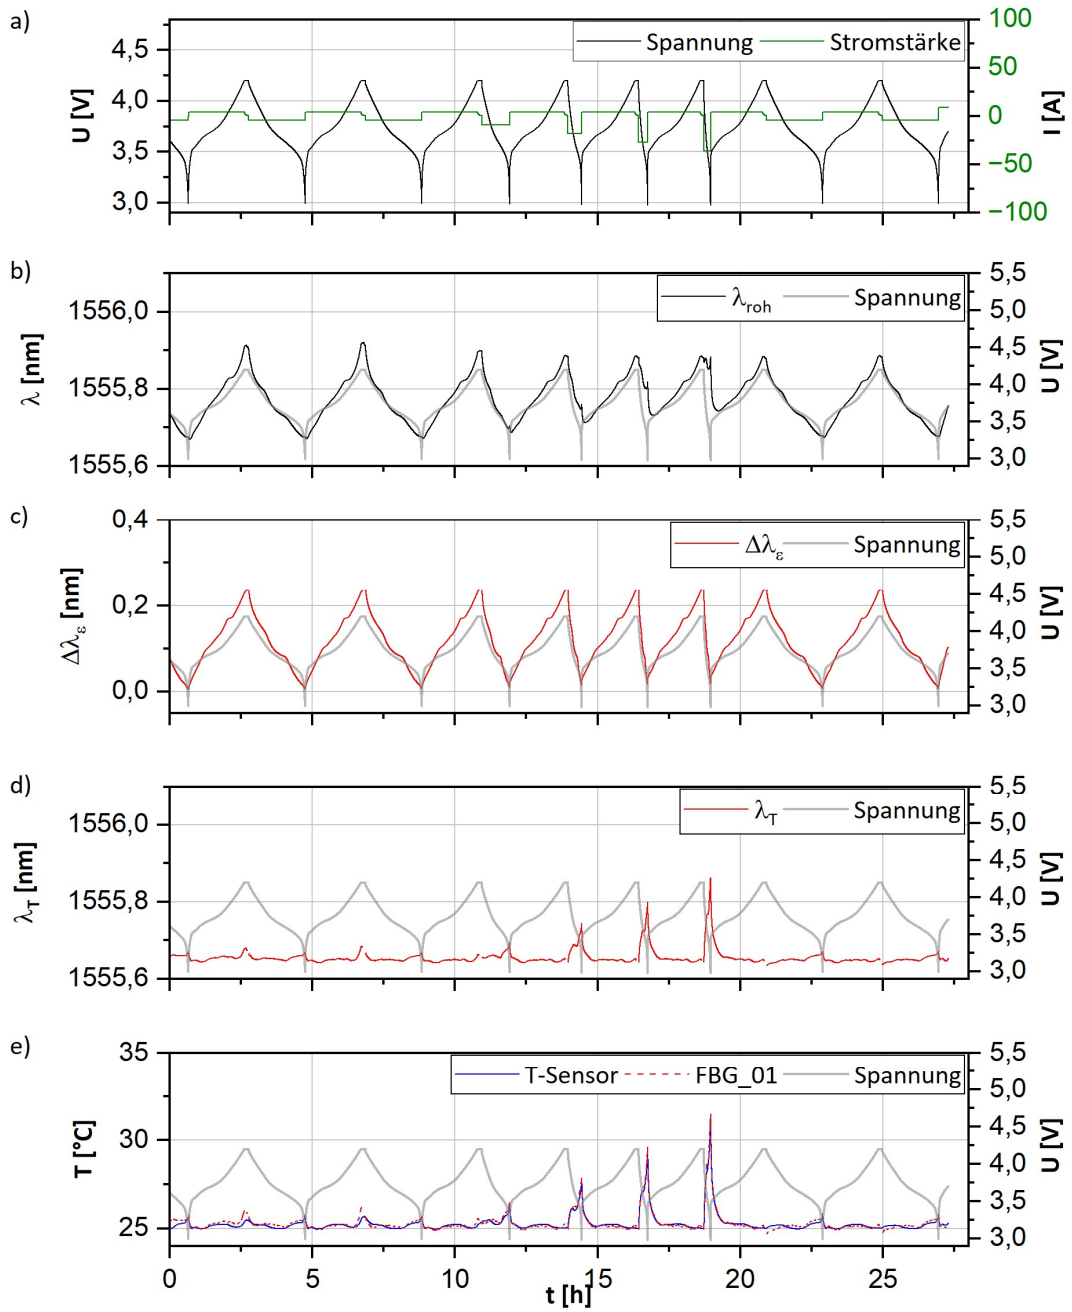 a)
Spannung Stromstärke
U [V]
4,5
4,0
3,5
3,0
100
50
0
−50
−100
I [A]
b)
λroh Spannung
λ [nm]
1556,0
1555,8
1555,6
5,5
5,0
4,5
4,0
3,5
3,0
U [V]
c)
Δλε Spannung
Δλε [nm]
0,4
0,2
0,0
5,5
5,0
4,5
4,0
3,5
3,0
U [V]
d)
λT Spannung
λT [nm]
1556,0
1555,8
1555,6
5,5
5,0
4,5
4,0
3,5
3,0
U [V]
e)
T-Sensor FBG_01 Spannung
T [°C]
35
30
25
5,5
5,0
4,5
4,0
3,5
3,0
U [V]
0 5 10 15 20 25
t [h]